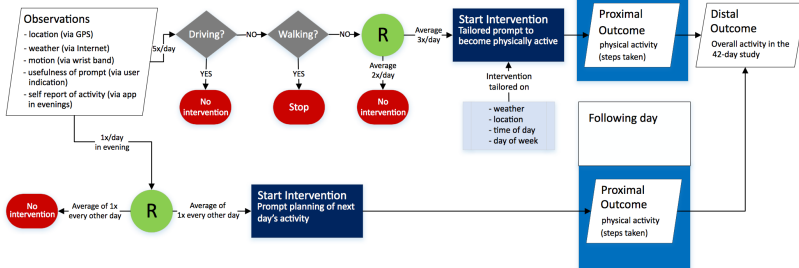 Observations
- location (via GPS)
- weather (via Internet)
- motion (via wrist band)
- usefulness of prompt (via user
indication)
- self report of activity (via app
in evenings)
5x/day
Driving?
NO
YES
No
intervention
Walking?
NO
YES
Stop
R
Average
3x/day
Average
2x/day
No
intervention
Start Intervention
Tailored prompt to
become physically active
Intervention
tailored on
- weather
- location
- time of day
- day of week
Proximal
Outcome
physical activity
(steps taken)
Distal
Outcome
Overall activity in the
42-day study
1x/day
in evening
No
intervention
Average of 1x
every other day
R
Average of
1x every other day
Start Intervention
Prompt planning of next
day's activity
Following day
Proximal
Outcome
physical activity
(steps taken)